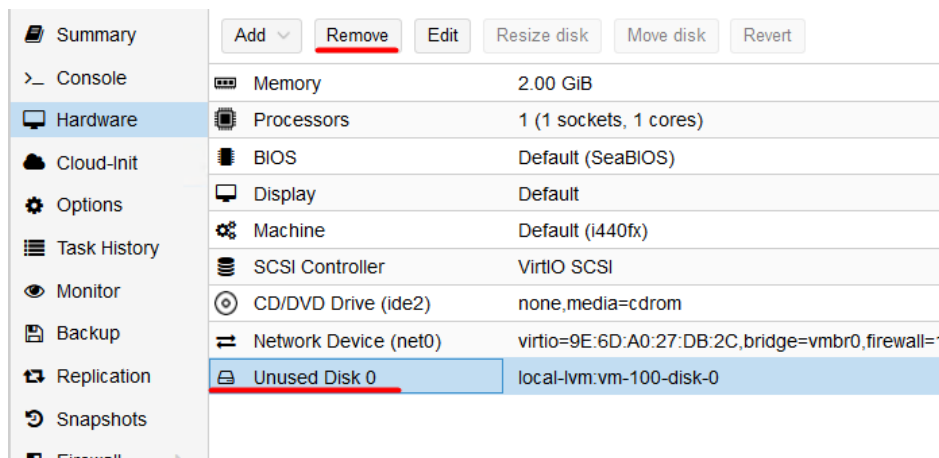 Summary
Console
Hardware
Cloud-Init
Options
Task History
Monitor
Backup
Replication
Snapshots
Add Remove Edit Resize disk Move disk Revert
Memory 2.00 GiB
Processors 1 (1 sockets, 1 cores)
BIOS Default (SeaBIOS)
Display Default
Machine Default (i440fx)
SCSI Controller VirtIO SCSI
CD/DVD Drive (ide2) none,media=cdrom
Network Device (net0) virtio=9E:6D:A0:27:DB:2C,bridge=vmbr0,firewall=
Unused Disk 0 local-lvm:vm-100-disk-0